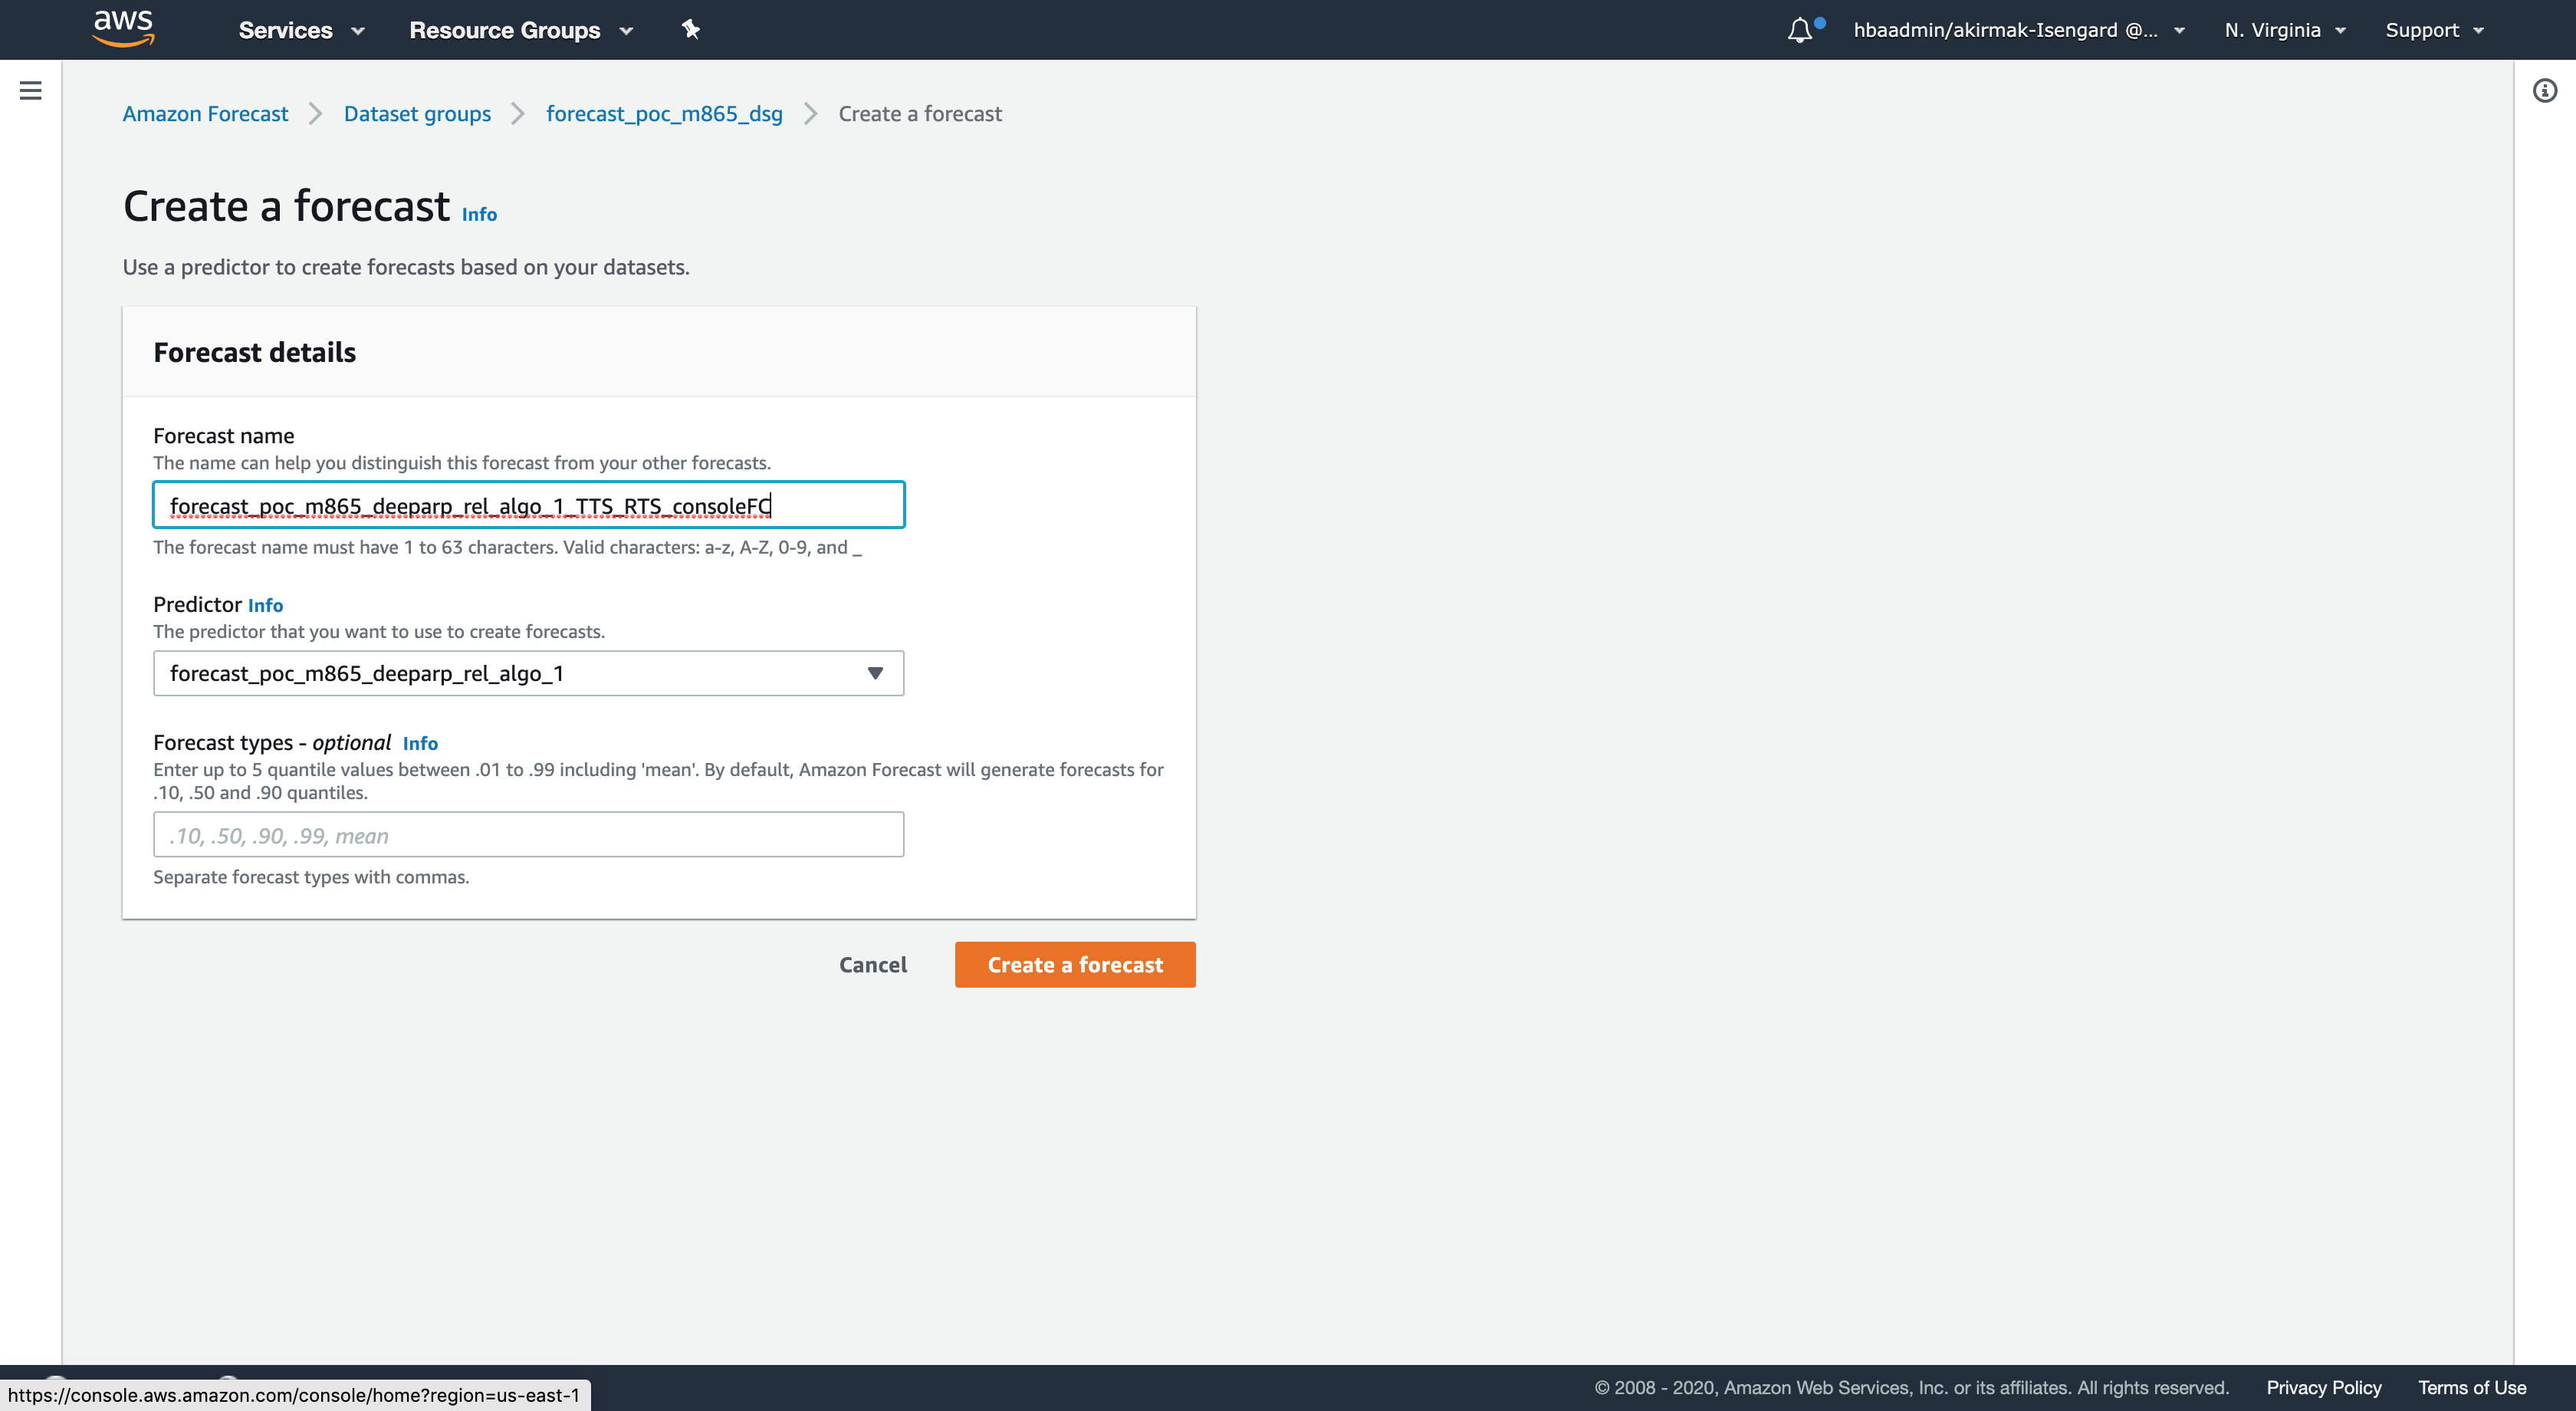 aws
Services
Resource Groups
hbaadmin/akirmak-Isengard @...
N. Virginia
Support
Amazon Forecast
Dataset groups
forecast_poc_m865_dsg
Create a forecast
Create a forecast Info
Use a predictor to create forecasts based on your datasets.
Forecast details
Forecast name
The name can help you distinguish this forecast from your other forecasts.
forecast_poc_m865_deeparp_rel_algo_1_TTS_RTS_consoleFC
The forecast name must have 1 to 63 characters. Valid characters: a-z, A-Z, 0-9, and _
Predictor Info
The predictor that you want to use to create forecasts.
forecast_poc_m865_deeparp_rel_algo_1
Forecast types - optional Info
Enter up to 5 quantile values between .01 to .99 including 'mean'. By default, Amazon Forecast will generate forecasts for
.10, .50 and .90 quantiles.
.10, .50, .90, .99, mean
Separate forecast types with commas.
Cancel
Create a forecast
https://console.aws.amazon.com/console/home?region=us-east-1
© 2008 - 2020, Amazon Web Services, Inc. or its affiliates. All rights reserved.
Privacy Policy
Terms of Use